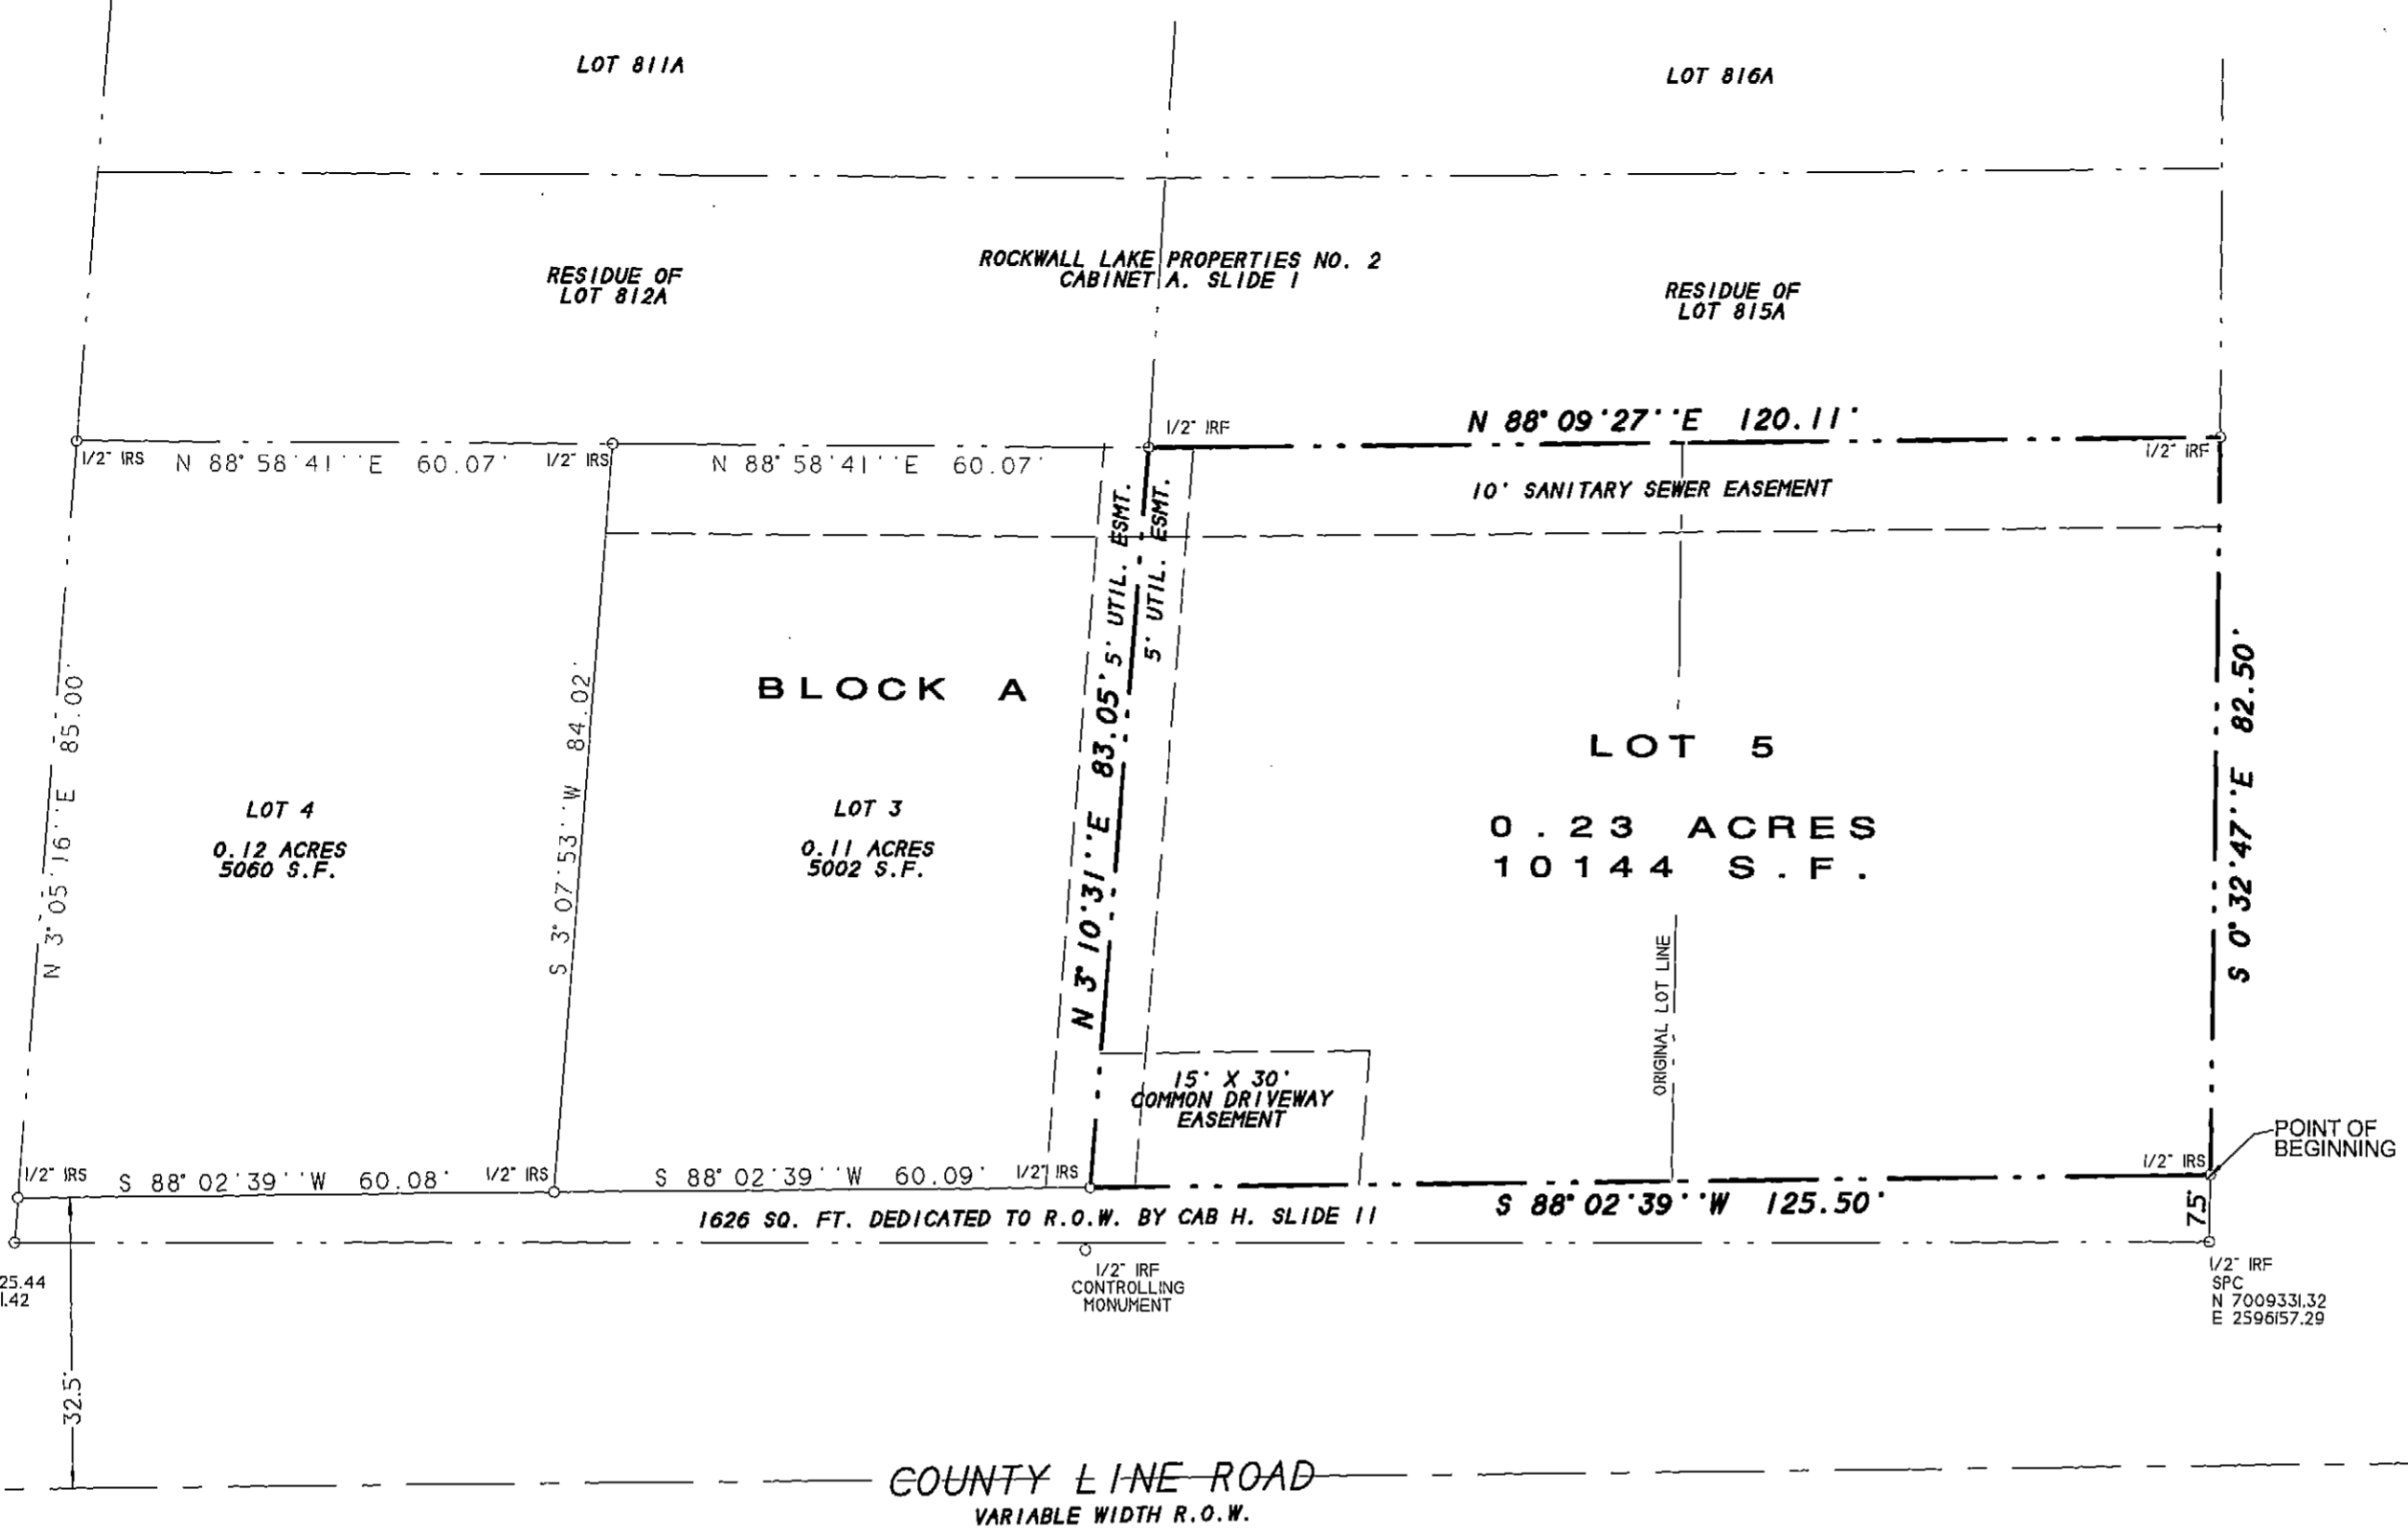 LOT 811A
LOT 816A
ROCKWALL LAKE PROPERTIES NO. 2
CABINET A. SLIDE 1
RESIDUE OF
LOT 812A
RESIDUE OF
LOT 815A
N 88°09'27''E 120.11'
1/2" IRF
1/2" IRF
1/2" IRS
N 88°58'41''E 60.07'
1/2" IRS
N 88°58'41''E 60.07'
10' SANITARY SEWER EASEMENT
5' UTIL. ESMT.
5' UTIL. ESMT.
N 3°05'16''E 85.00'
S 3°07'53''W 84.02'
N 3°10'31''E 83.05'
S 0°32'47''E 82.50'
BLOCK A
LOT 5
0.23 ACRES
10144 S.F.
LOT 4
0.12 ACRES
5060 S.F.
LOT 3
0.11 ACRES
5002 S.F.
ORIGINAL LOT LINE
15' X 30'
COMMON DRIVEWAY
EASEMENT
POINT OF
BEGINNING
1/2" IRS
S 88°02'39''W 60.08'
1/2" IRS
S 88°02'39''W 60.09'
1/2" IRS
1/2" IRS
S 88°02'39''W 125.50'
7.5'
1626 SQ. FT. DEDICATED TO R.O.W. BY CAB H. SLIDE 11
25.44
1.42
1/2" IRF
CONTROLLING
MONUMENT
1/2" IRF
SPC
N 7009331.32
E 2596157.29
32.5'
COUNTY LINE ROAD
VARIABLE WIDTH R.O.W.